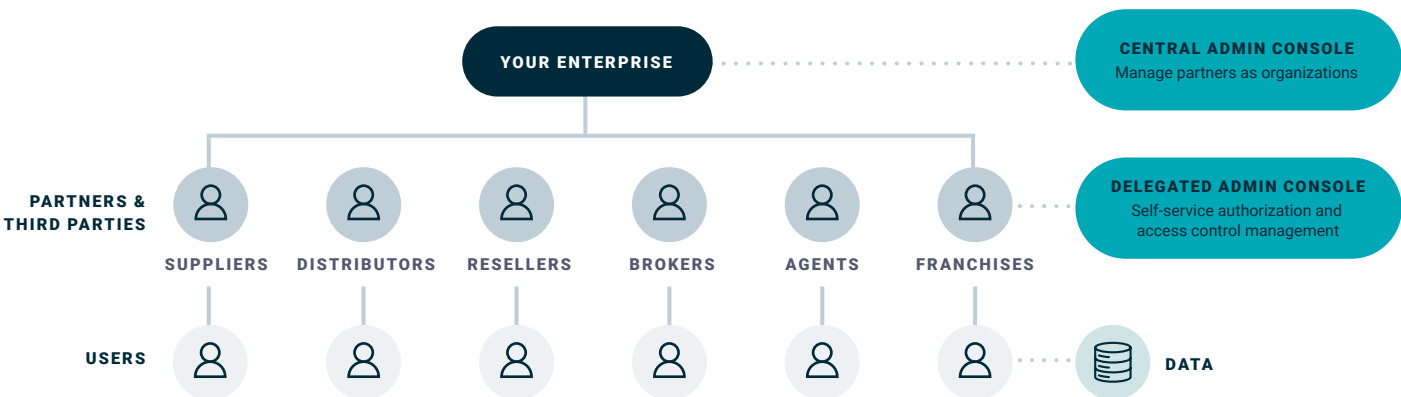 YOUR ENTERPRISE
CENTRAL ADMIN CONSOLE
Manage partners as organizations
PARTNERS &
THIRD PARTIES
DELEGATED ADMIN CONSOLE
Self-service authorization and
access control management
SUPPLIERS
DISTRIBUTORS
RESELLERS
BROKERS
AGENTS
FRANCHISES
USERS
DATA